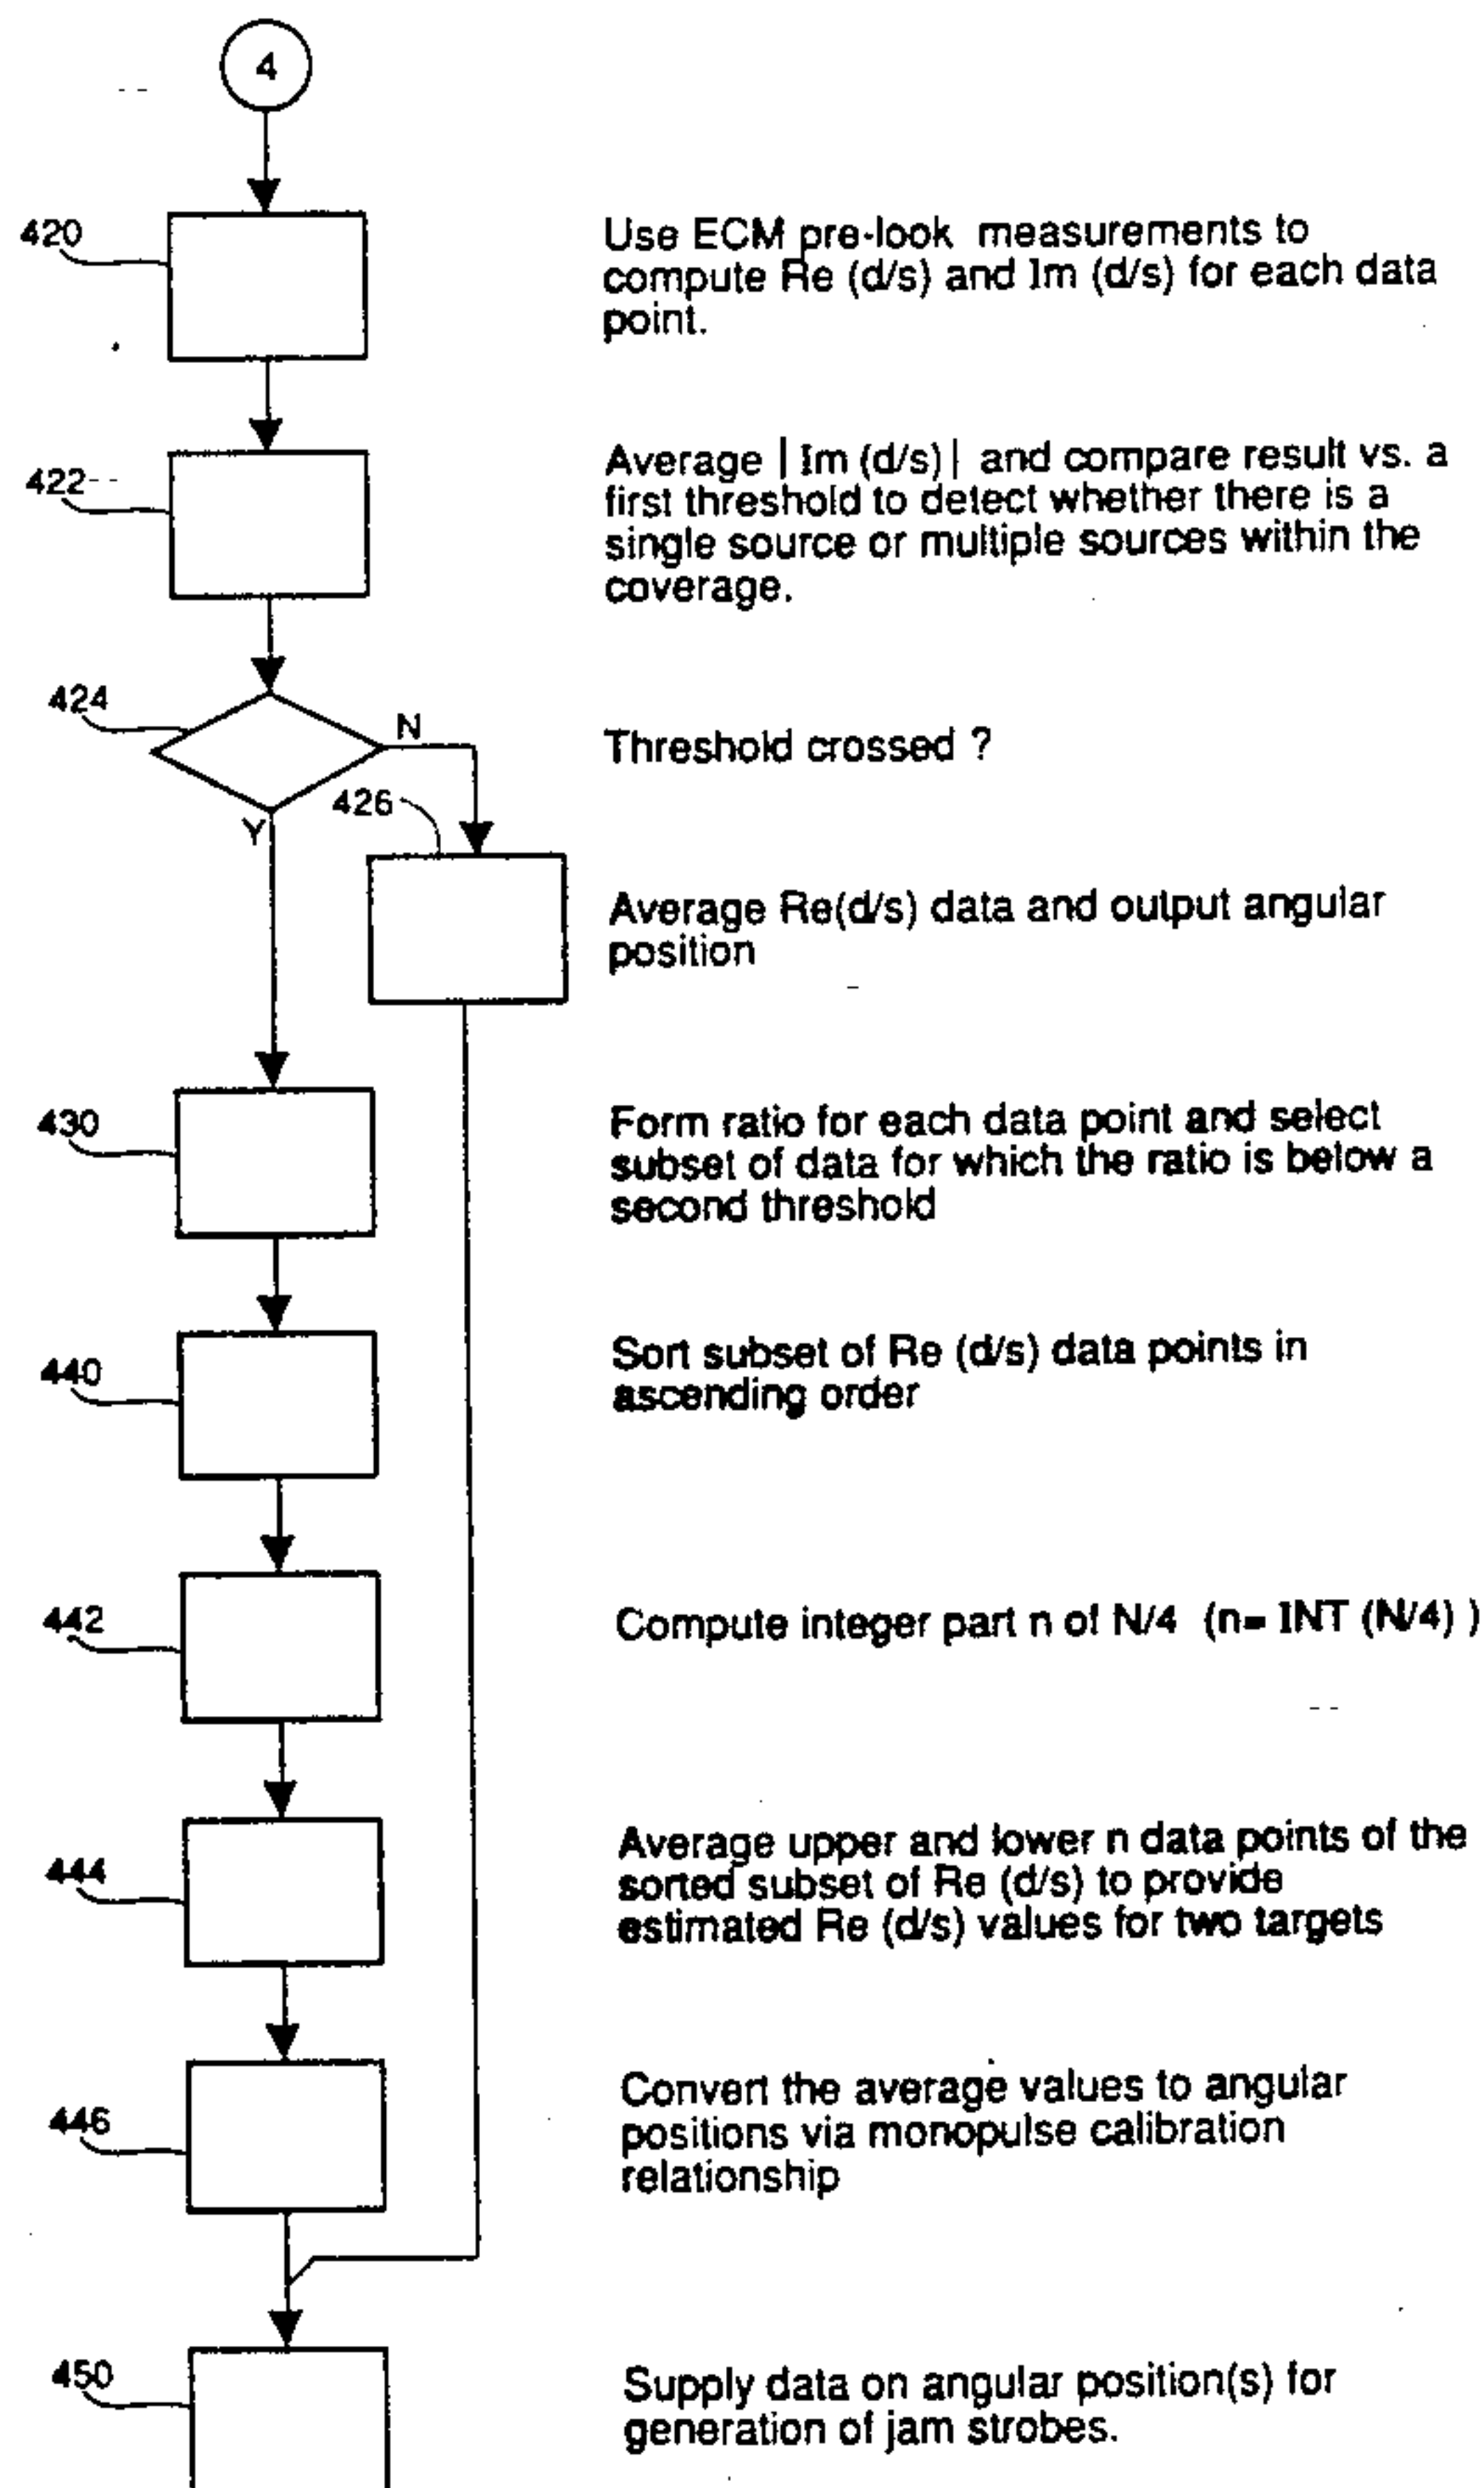 4
420
Use ECM pre-look measurements to
compute Re (d/s) and Im (d/s) for each data
point.
422
Average | Im (d/s) | and compare result vs. a
first threshold to detect whether there is a
single source or multiple sources within the
coverage.
424
N
Threshold crossed ?
Y
426
Average Re(d/s) data and output angular
position
430
Form ratio for each data point and select
subset of data for which the ratio is below a
second threshold
440
Sort subset of Re (d/s) data points in
ascending order
442
Compute integer part n of N/4 (n= INT (N/4) )
444
Average upper and lower n data points of the
sorted subset of Re (d/s) to provide
estimated Re (d/s) values for two targets
446
Convert the average values to angular
positions via monopulse calibration
relationship
450
Supply data on angular position(s) for
generation of jam strobes.